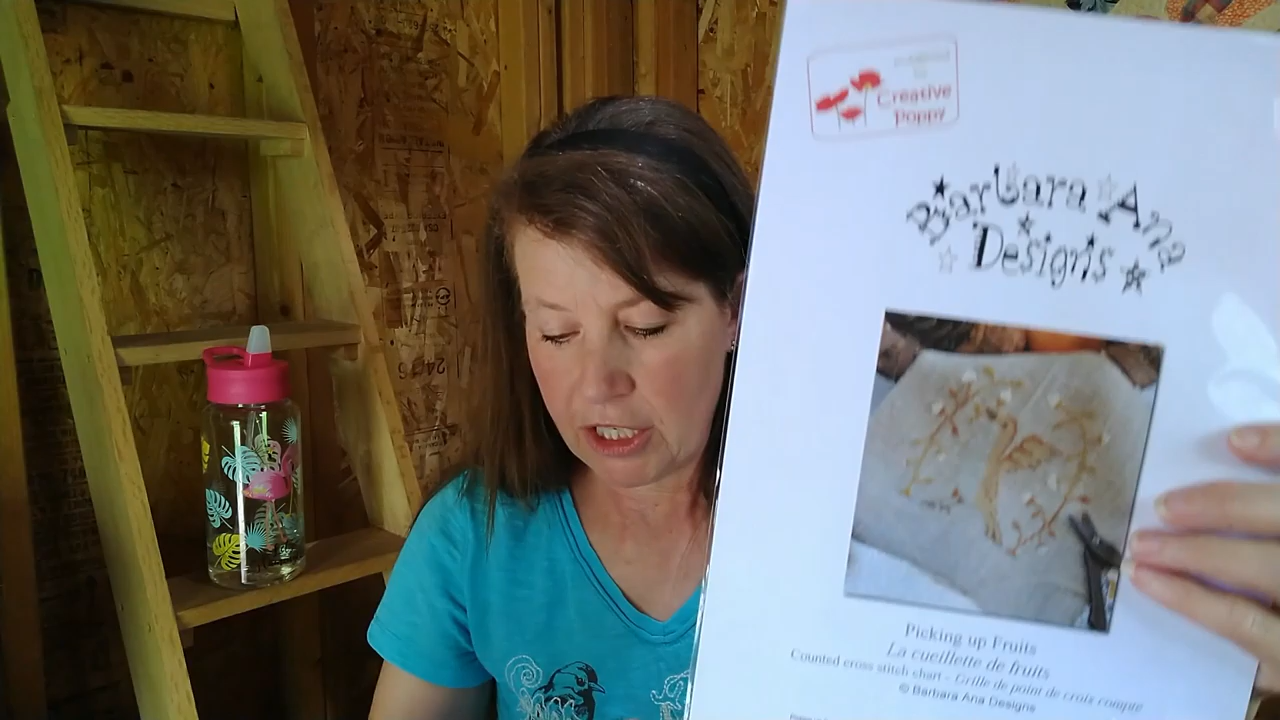 Creative
Poppy
Barbara Ana
Designs
Picking up Fruits
La cueillette de fruits
Counted cross stitch chart - Grille de point de croix compté
© Barbara Ana Designs